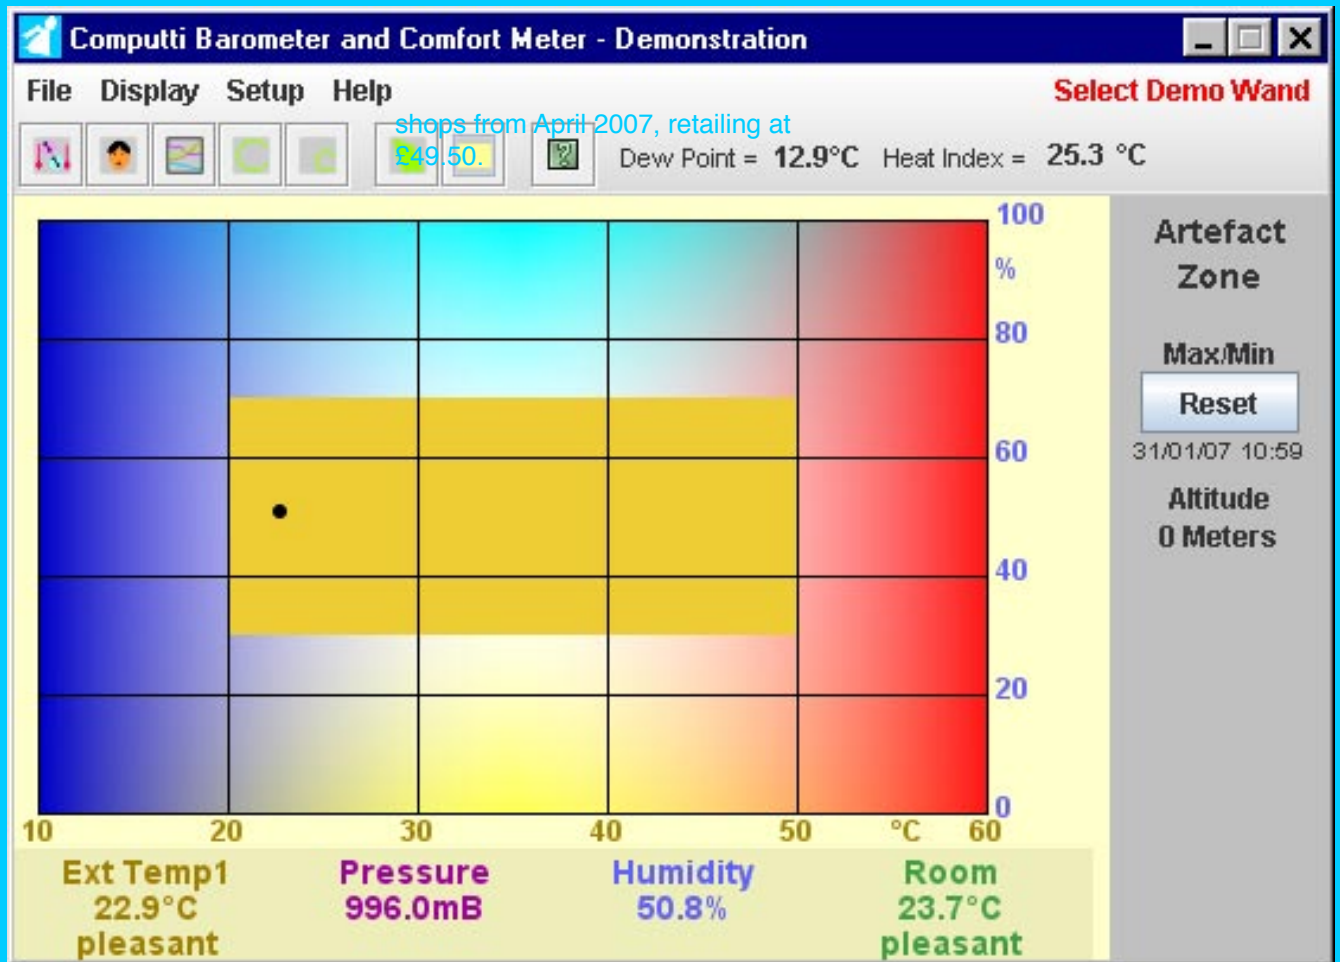 Computti Barometer and Comfort Meter - Demonstration
File Display Setup Help
Select Demo Wand
shops from April 2007, retailing at
£49.50.
Dew Point = 12.9°C Heat Index = 25.3 °C
100
%
80
60
40
20
0
10 20 30 40 50 °C 60
Artefact
Zone
Max/Min
Reset
31/01/07 10:59
Altitude
0 Meters
Ext Temp1 Pressure Humidity Room
22.9°C 996.0mB 50.8% 23.7°C
pleasant pleasant